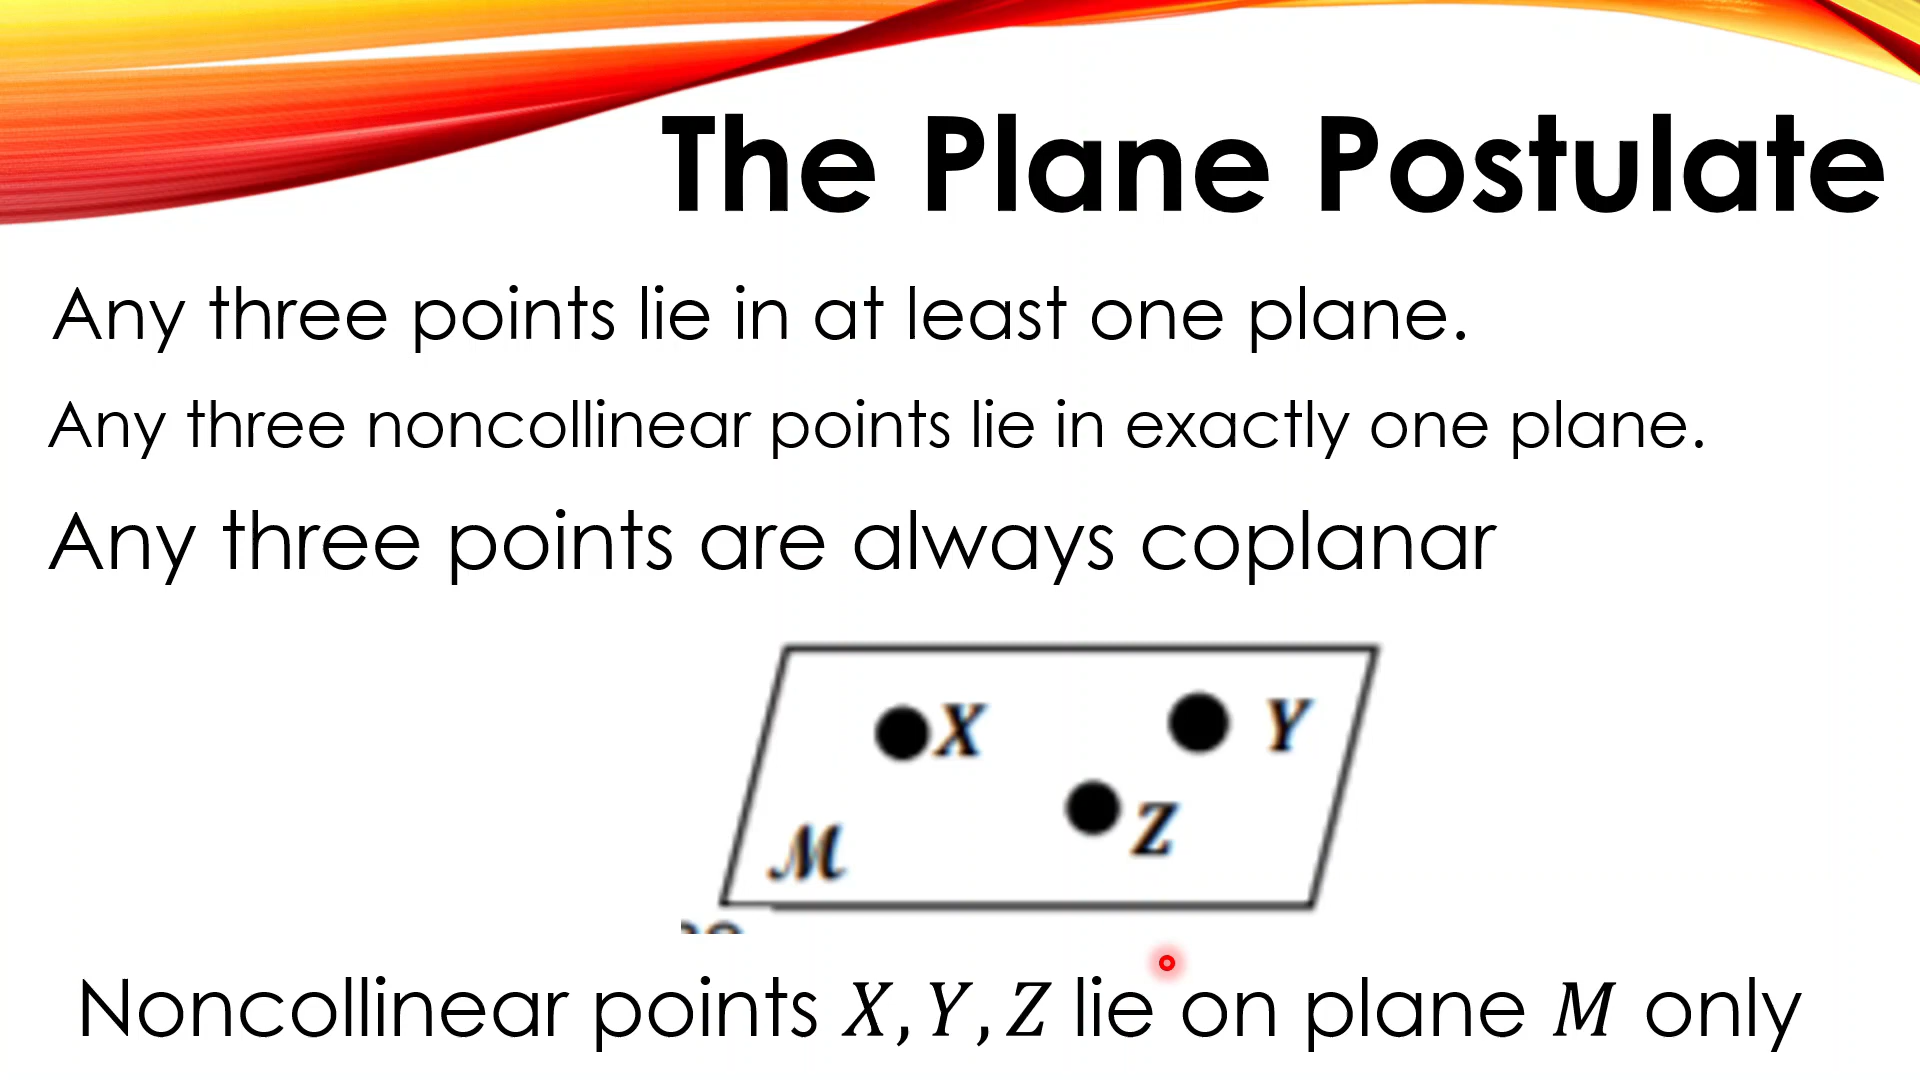 The Plane Postulate
Any three points lie in at least one plane.
Any three noncollinear points lie in exactly one plane.
Any three points are always coplanar
X Y
Z
ℳ
Noncollinear points X, Y, Z lie on plane M only